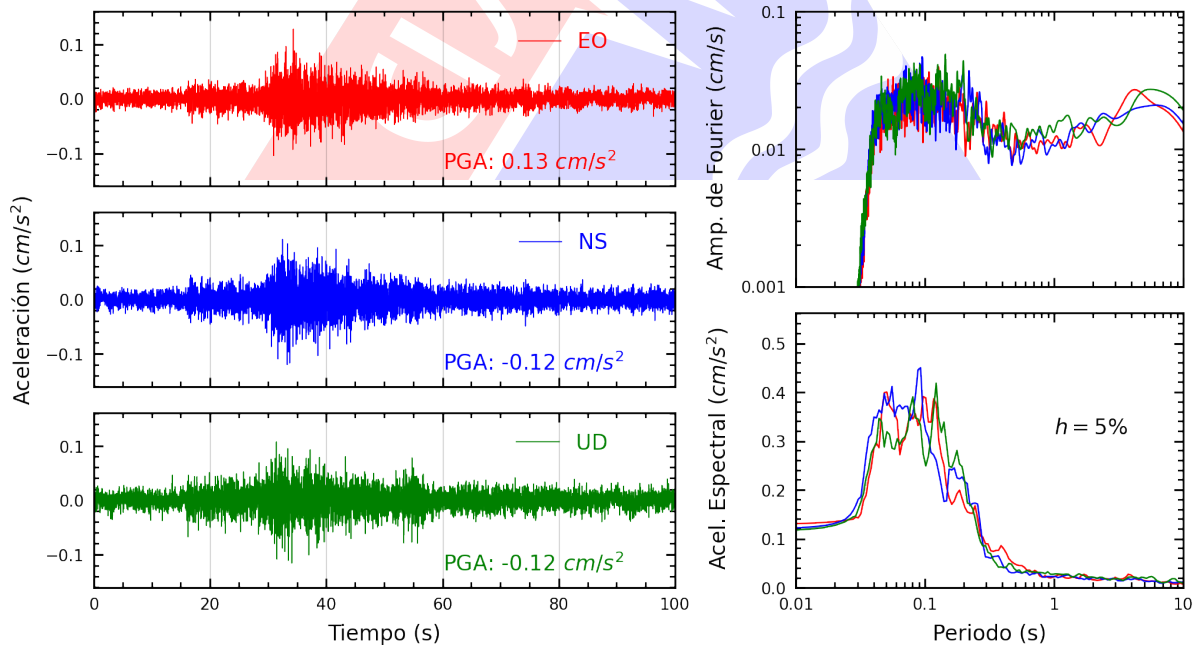 Aceleración (cm/s²)
0.1
0.0
−0.1
EO
PGA: 0.13 cm/s²
0.1
0.0
−0.1
NS
PGA: -0.12 cm/s²
0.1
0.0
−0.1
UD
PGA: -0.12 cm/s²
0 20 40 60 80 100
Tiempo (s)
Amp. de Fourier (cm/s)
0.1
0.01
0.001
Acel. Espectral (cm/s²)
0.5
0.4
0.3
0.2
0.1
0.0
h = 5%
0.01 0.1 1 10
Periodo (s)